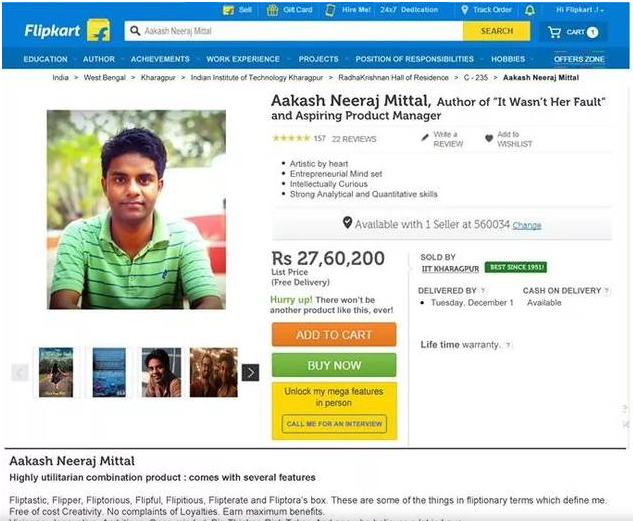 Sell Gift Card Hire Me! 24x7 Dedication Track Order Hi Flipkart .! -
Flipkart
Aakash Neeraj Mittal
SEARCH
CART 1
EDUCATION AUTHOR ACHIEVEMENTS WORK EXPERIENCE PROJECTS POSITION OF RESPONSIBILITIES HOBBIES OFFERS ZONE
India > West Bengal > Kharagpur > Indian Institute of Technology Kharagpur > RadhaKrishnan Hall of Residence > C - 235 > Aakash Neeraj Mittal
Aakash Neeraj Mittal, Author of "It Wasn't Her Fault"
and Aspiring Product Manager
157 22 REVIEWS
Write a
REVIEW
Add to
WISHLIST
• Artistic by heart
• Entrepreneurial Mind set
• Intellectually Curious
• Strong Analytical and Quantitative skills
Available with 1 Seller at 560034 Change
Rs 27,60,200
List Price
(Free Delivery)
Hurry up! There won't be
another product like this, ever!
ADD TO CART
BUY NOW
Unlock my mega features
in person
CALL ME FOR AN INTERVIEW
SOLD BY
IIT KHARAGPUR BEST SINCE 1951!
DELIVERED BY ?
• Tuesday, December 1
CASH ON DELIVERY ?
Available
Life time warranty. ?
Aakash Neeraj Mittal
Highly utilitarian combination product : comes with several features
Fliptastic, Flipper, Fliptorious, Flipful, Flipitious, Flipterate and Fliptora's box. These are some of the things in fliptionary terms which define me.
Free of cost Creativity. No complaints of Loyalties. Earn maximum benefits.